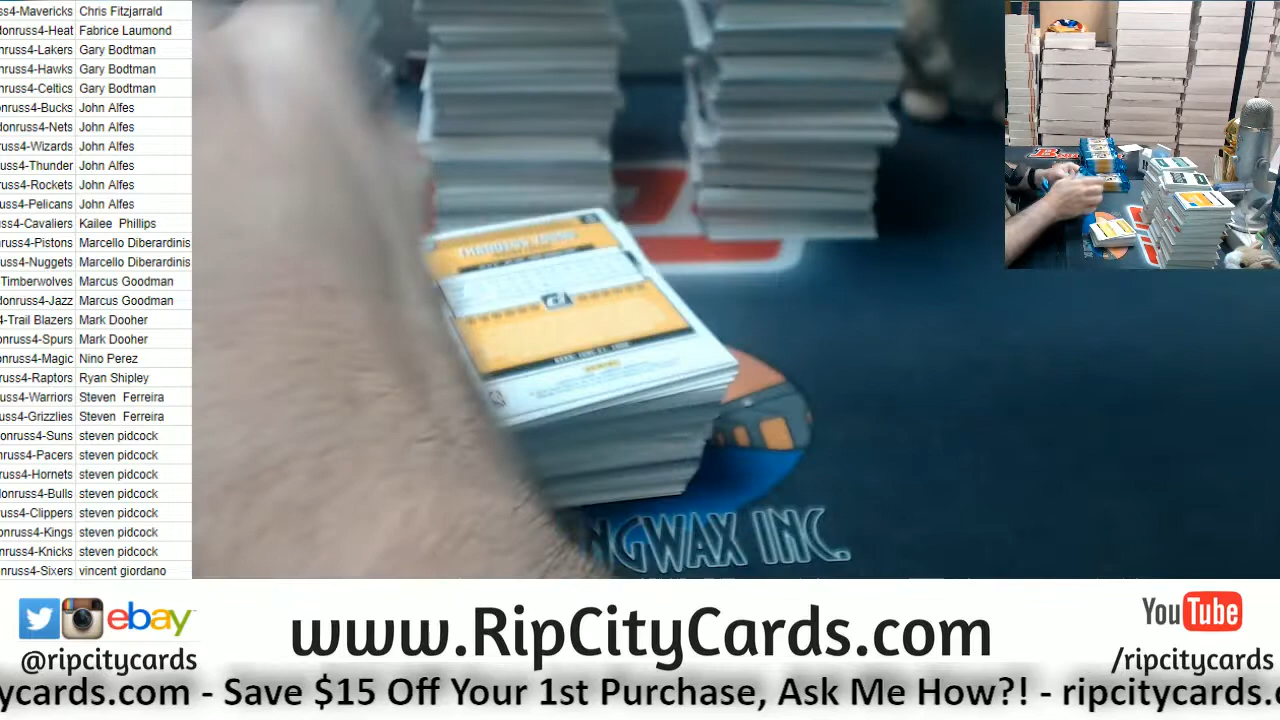 ss4-Mavericks Chris Fitzjarrald
donruss4-Heat Fabrice Laumond
nruss4-Lakers Gary Bodtman
nruss4-Hawks Gary Bodtman
nruss4-Celtics Gary Bodtman
onruss4-Bucks John Alfes
donruss4-Nets John Alfes
nruss4-Wizards John Alfes
russ4-Thunder John Alfes
russ4-Rockets John Alfes
russ4-Pelicans John Alfes
uss4-Cavaliers Kailee Phillips
nruss4-Pistons Marcello Diberardinis
russ4-Nuggets Marcello Diberardinis
-Timberwolves Marcus Goodman
donruss4-Jazz Marcus Goodman
4-Trail Blazers Mark Dooher
onruss4-Spurs Mark Dooher
onruss4-Magic Nino Perez
russ4-Raptors Ryan Shipley
uss4-Warriors Steven Ferreira
uss4-Grizzlies Steven Ferreira
onruss4-Suns steven pidcock
nruss4-Pacers steven pidcock
nruss4-Hornets steven pidcock
donruss4-Bulls steven pidcock
russ4-Clippers steven pidcock
onruss4-Kings steven pidcock
nruss4-Knicks steven pidcock
onruss4-Sixers vincent giordano
NGWAX INC.
ebay
@ripcitycards
www.RipCityCards.com
YouTube
/ripcitycards
ycards.com - Save $15 Off Your 1st Purchase, Ask Me How?! - ripcitycards.c